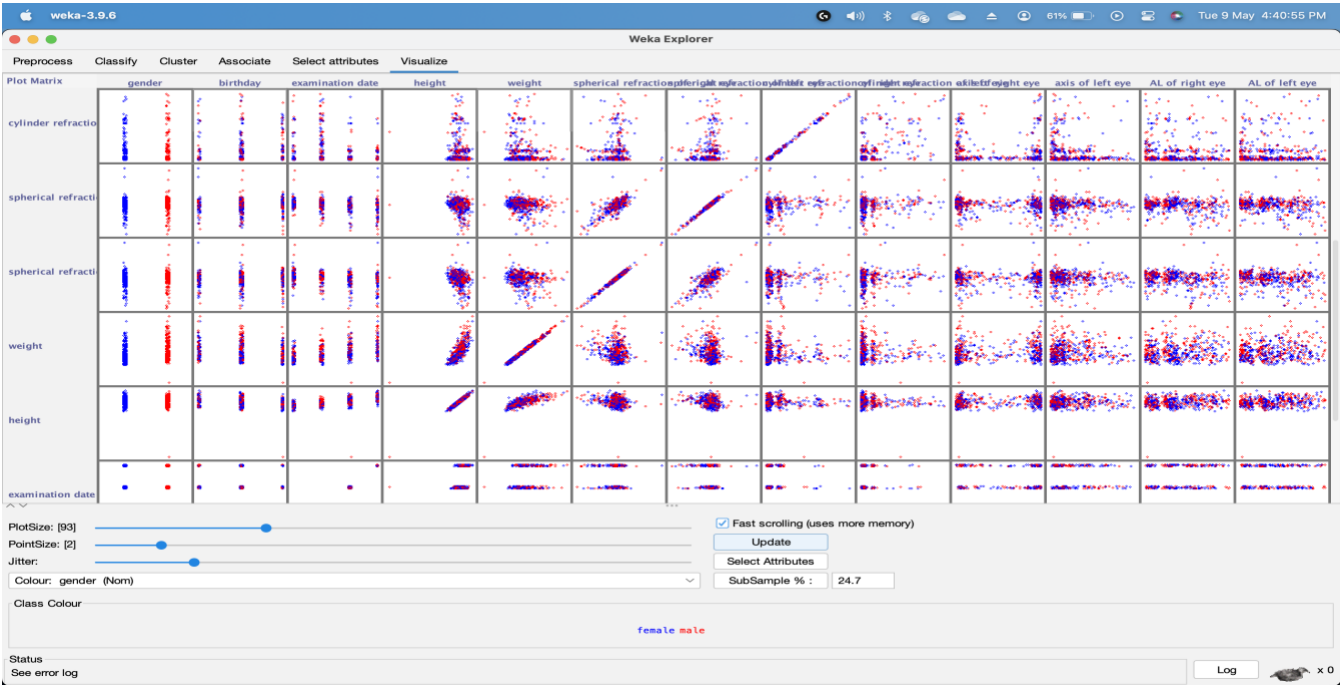 weka-3.9.6 61% Tue 9 May 4:40:55 PM
Weka Explorer
Preprocess Classify Cluster Associate Select attributes Visualize
Plot Matrix gender birthday examination date height weight spherical refraction axis of left eye AL of right eye AL of left eye
cylinder refractio
spherical refracti
spherical refracti
weight
height
examination date
PlotSize: [93]
Fast scrolling (uses more memory)
PointSize: [2]
Update
Jitter:
Select Attributes
Colour: gender (Nom)
SubSample % : 24.7
Class Colour
female male
Status
See error log
Log x 0